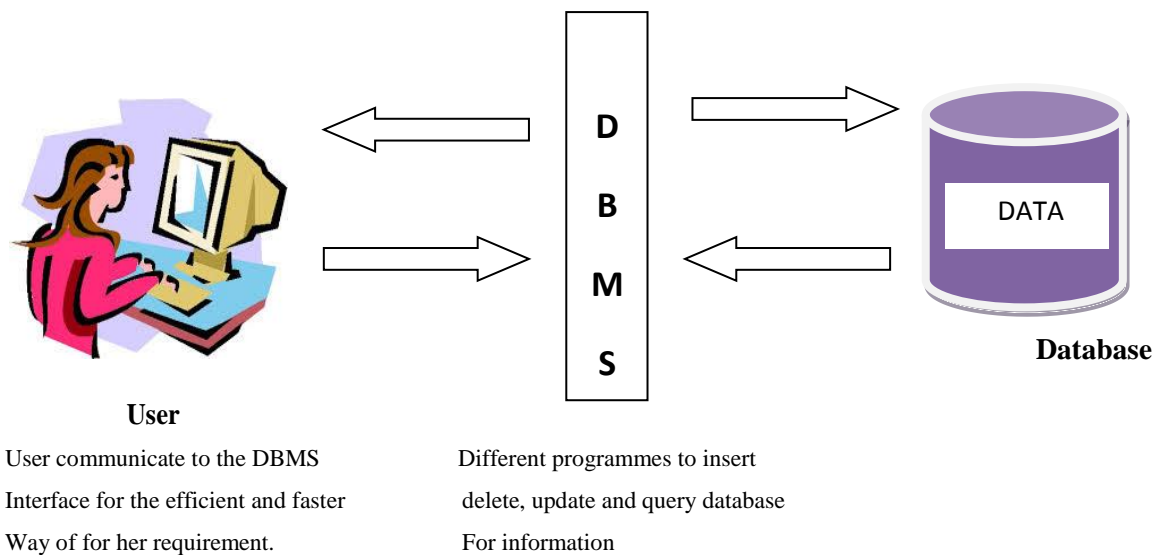 D
B
M
S
DATA
Database
User
User communicate to the DBMS
Interface for the efficient and faster
Way of for her requirement.
Different programmes to insert
delete, update and query database
For information